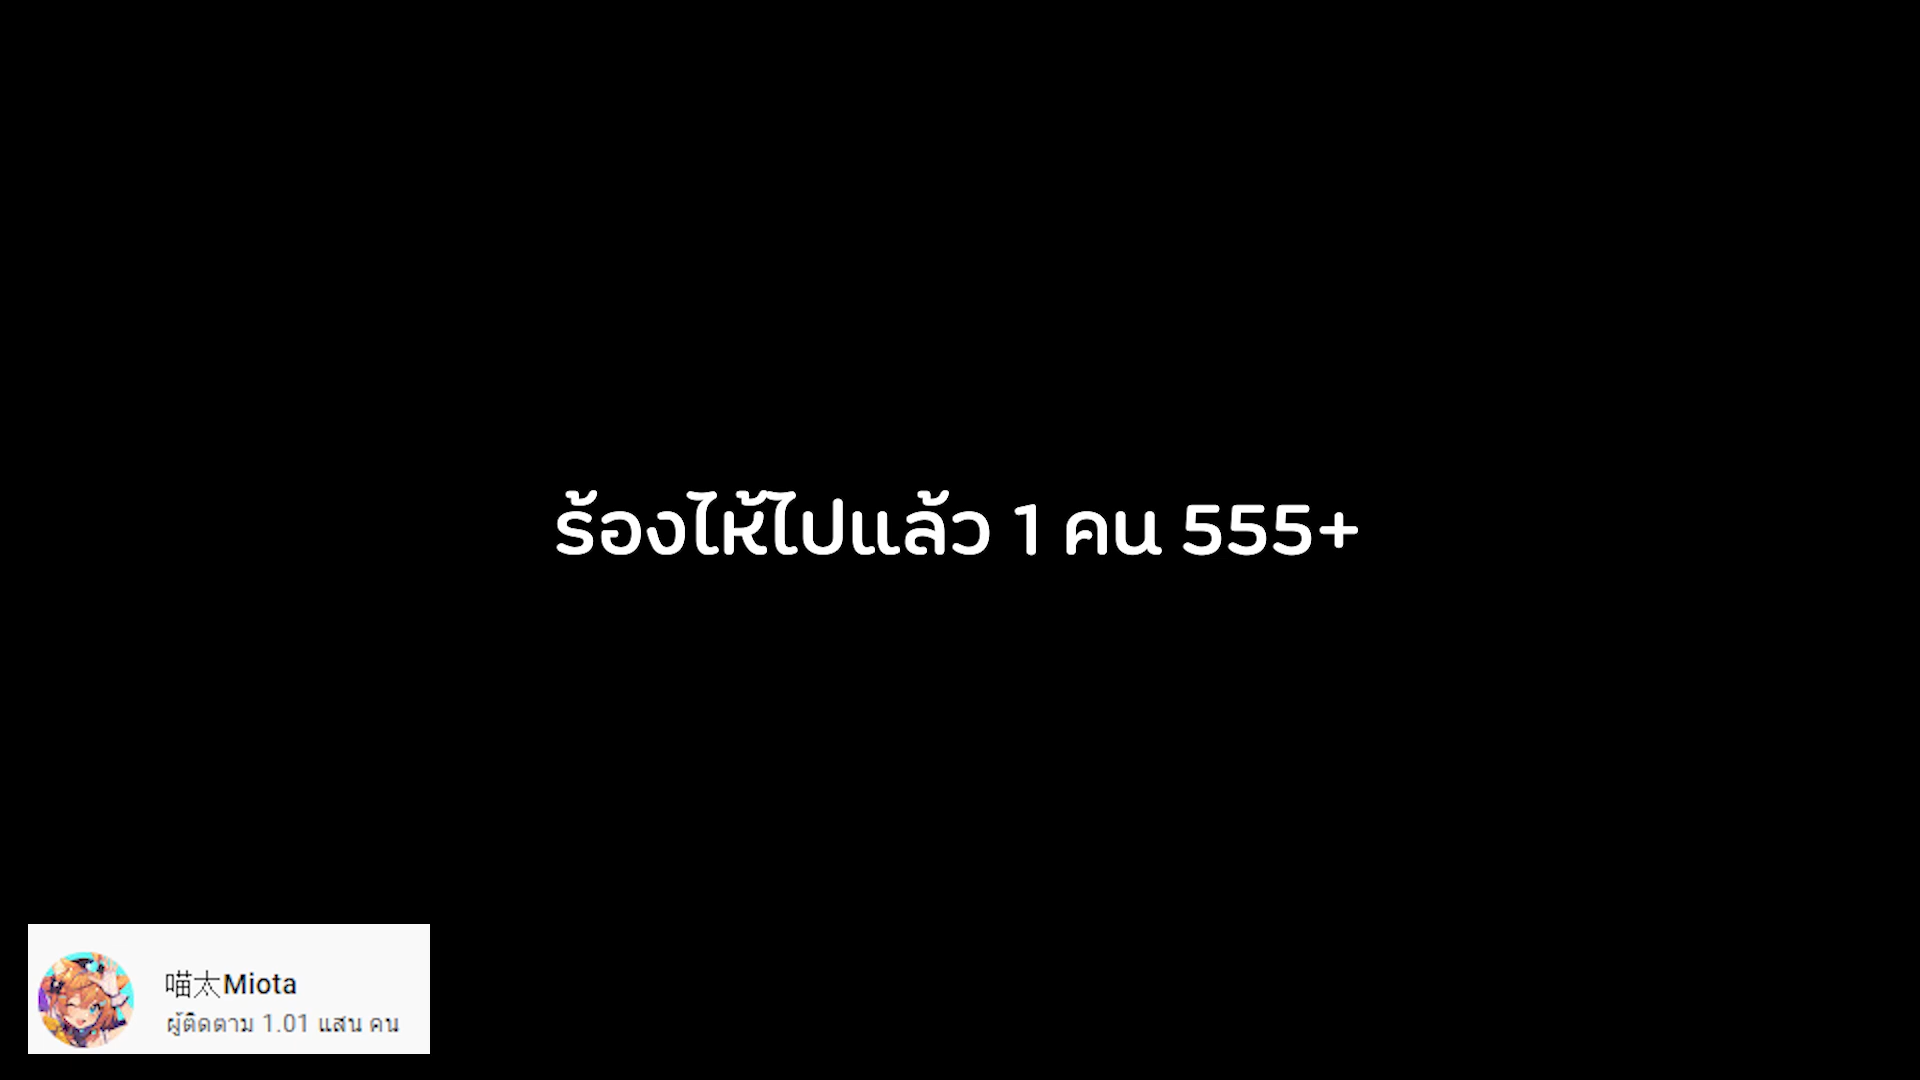 ร้องไห้ไปแล้ว 1 คน 555+
喵太Miota
ผู้ติดตาม 1.01 แสน คน